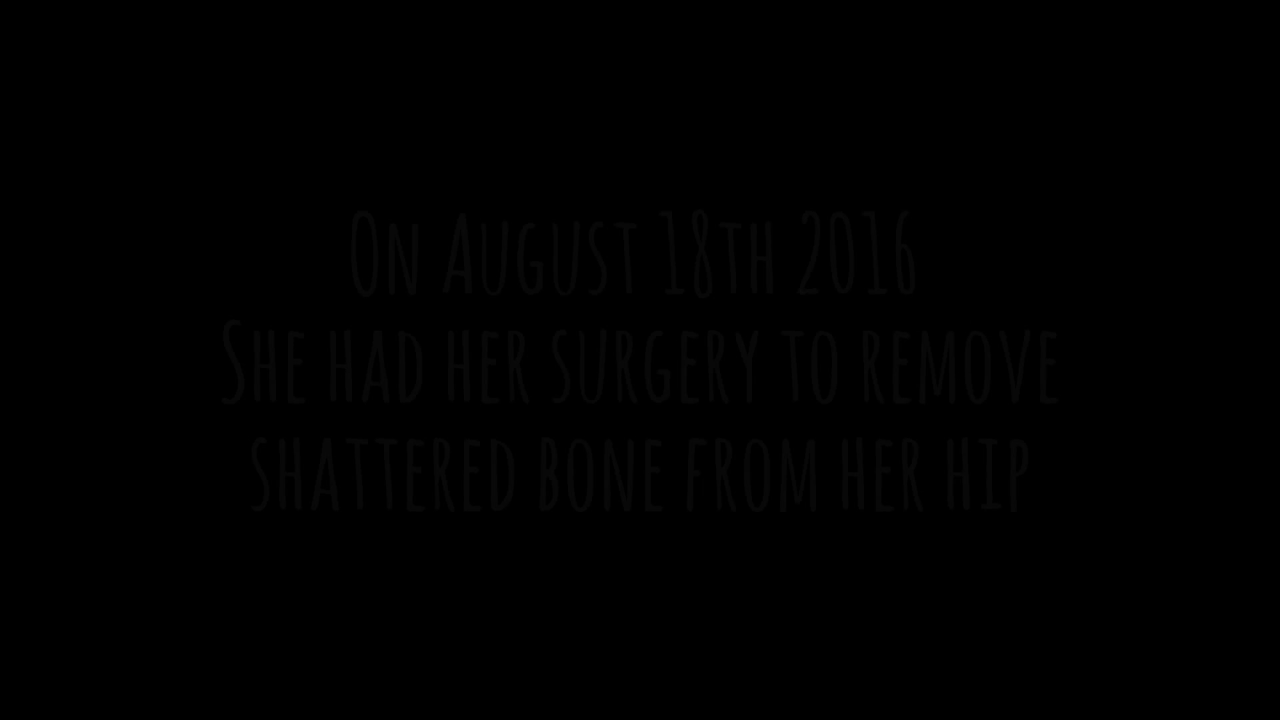 On August 18th 2016
She had her surgery to remove
shattered bone from her hip